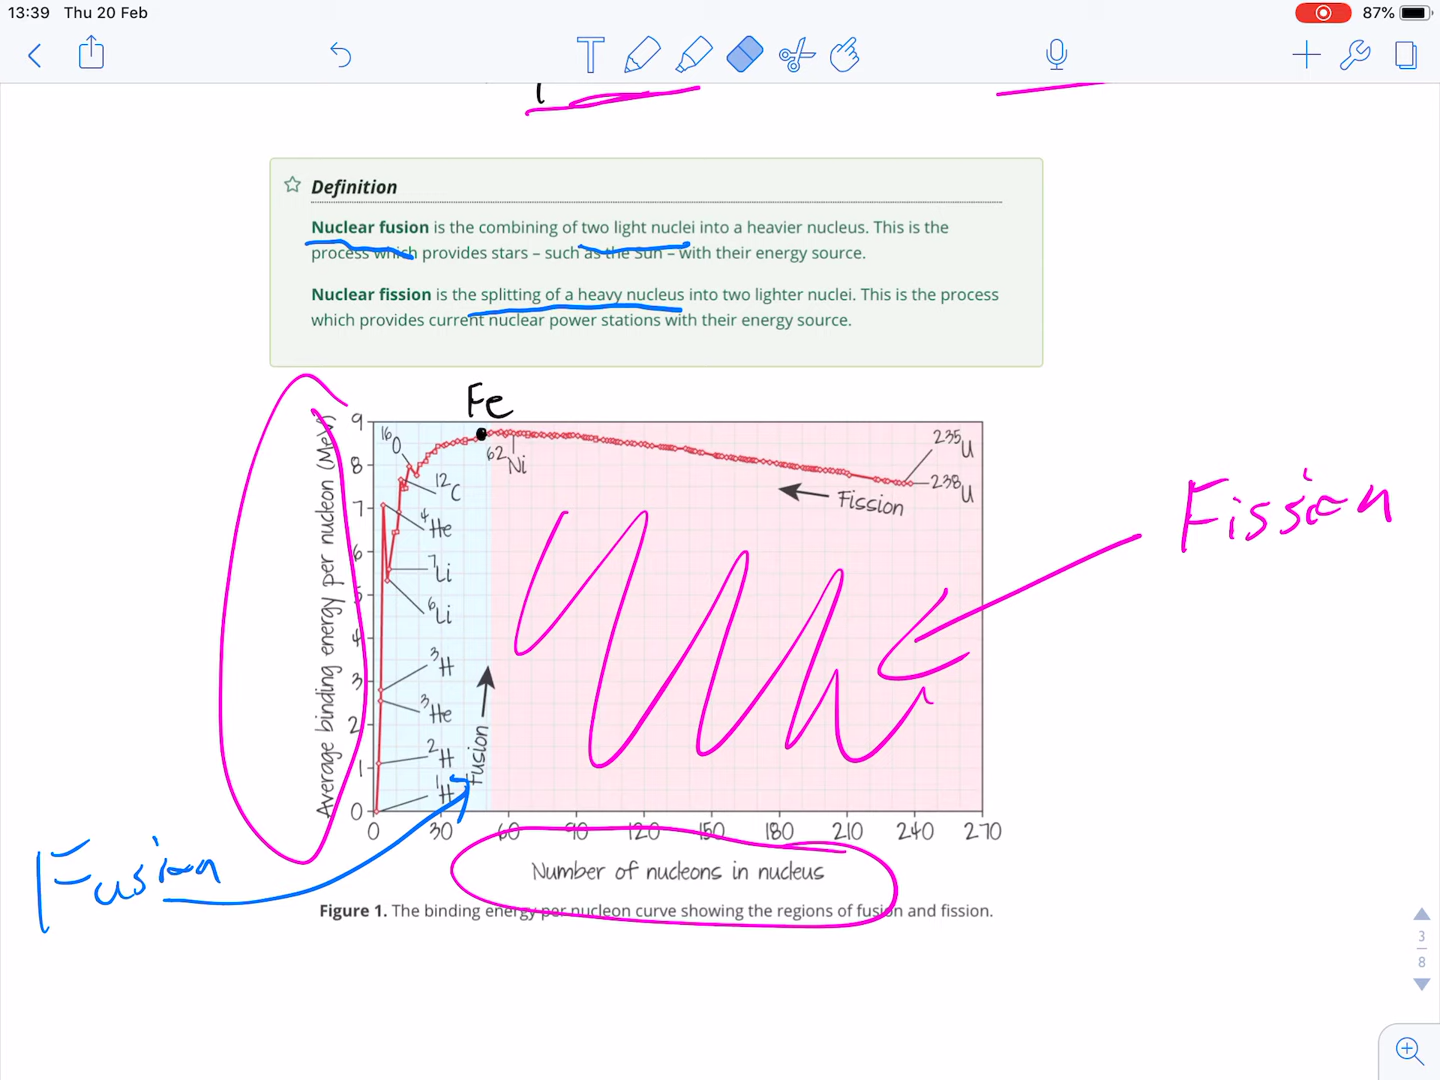 13:39 Thu 20 Feb
87%
T
Definition
Nuclear fusion is the combining of two light nuclei into a heavier nucleus. This is the
process which provides stars – such as the Sun – with their energy source.
Nuclear fission is the splitting of a heavy nucleus into two lighter nuclei. This is the process
which provides current nuclear power stations with their energy source.
Fe
Average binding energy per nucleon (MeV)
9
8
7
6
5
4
3
2
1
0
16O
62Ni
235U
238U
12C
Fission
4He
7Li
6Li
3H
3He
2H
1H
Fusion
Fission
Fusion
0 30 60 90 120 150 180 210 240 270
Number of nucleons in nucleus
Figure 1. The binding energy per nucleon curve showing the regions of fusion and fission.
3
8